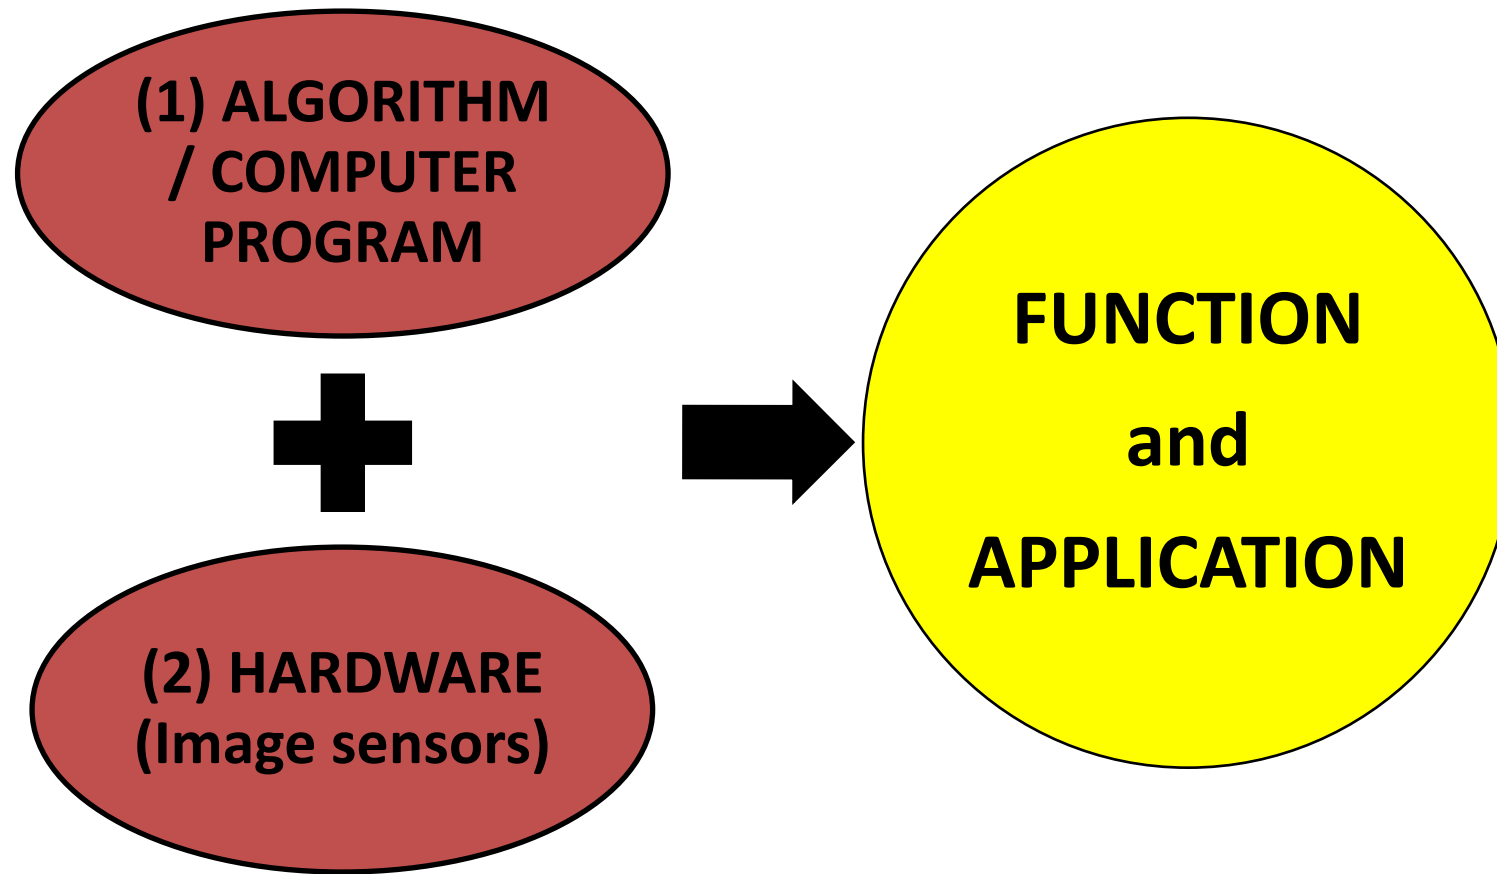 (1) ALGORITHM
/ COMPUTER
PROGRAM
(2) HARDWARE
(Image sensors)
FUNCTION
and
APPLICATION